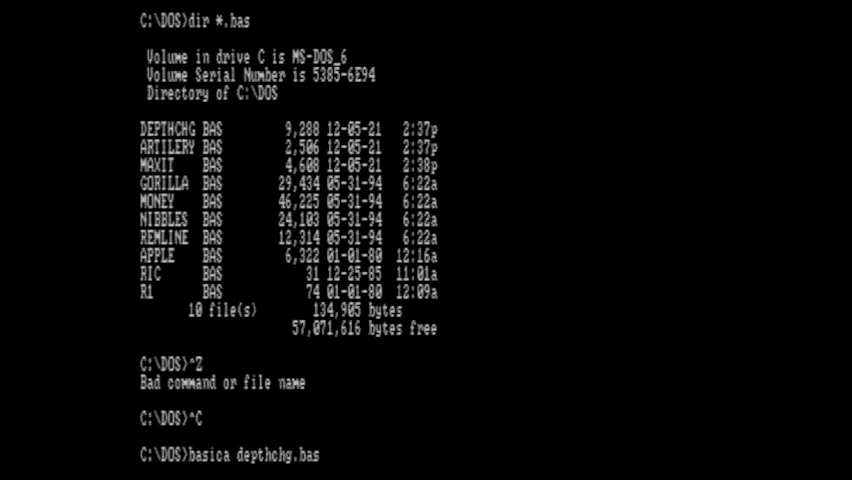 C:\DOS>dir *.bas
Volume in drive C is MS-DOS_6
Volume Serial Number is 5385-6E94
Directory of C:\DOS
DEPTHCHG BAS 9,288 12-05-21 2:37p
ARTILERY BAS 2,506 12-05-21 2:37p
MAXIT BAS 4,608 12-05-21 2:38p
GORILLA BAS 29,434 05-31-94 6:22a
MONEY BAS 46,225 05-31-94 6:22a
NIBBLES BAS 24,103 05-31-94 6:22a
REMLINE BAS 12,314 05-31-94 6:22a
APPLE BAS 6,322 01-01-80 12:16a
RIC BAS 31 12-25-85 11:01a
R1 BAS 74 01-01-80 12:09a
10 file(s) 134,905 bytes
57,071,616 bytes free
C:\DOS>^Z
Bad command or file name
C:\DOS>^C
C:\DOS>basica depthchg.bas